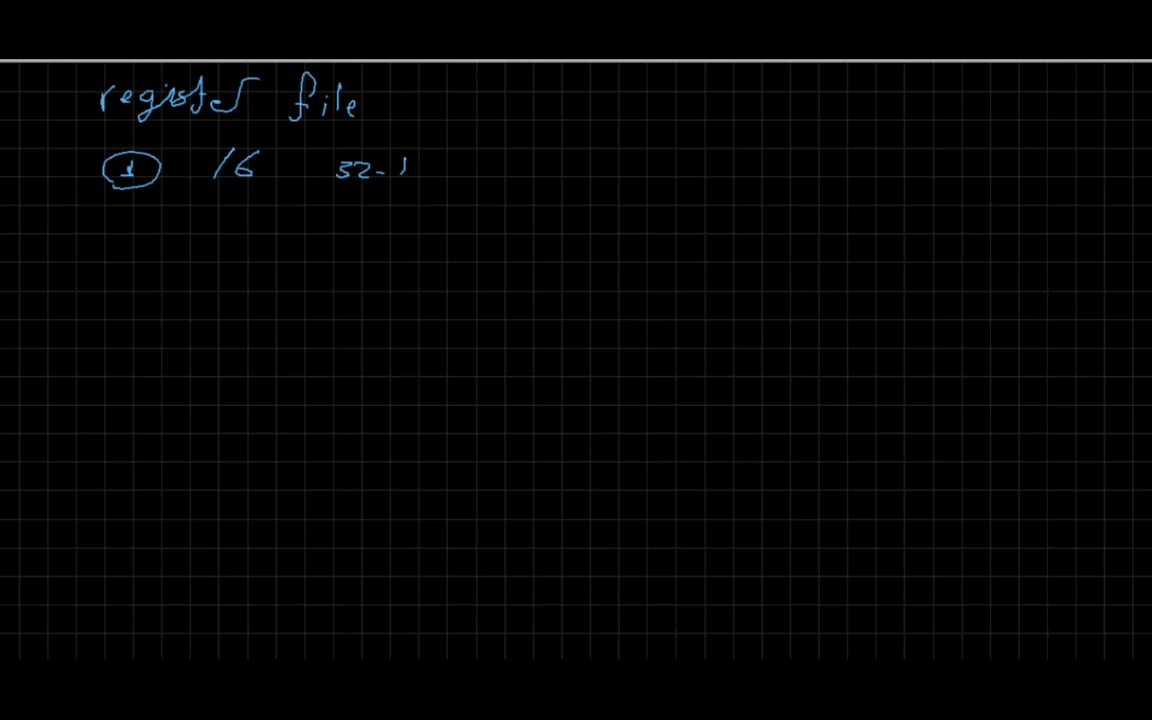 register file
① 16 32-